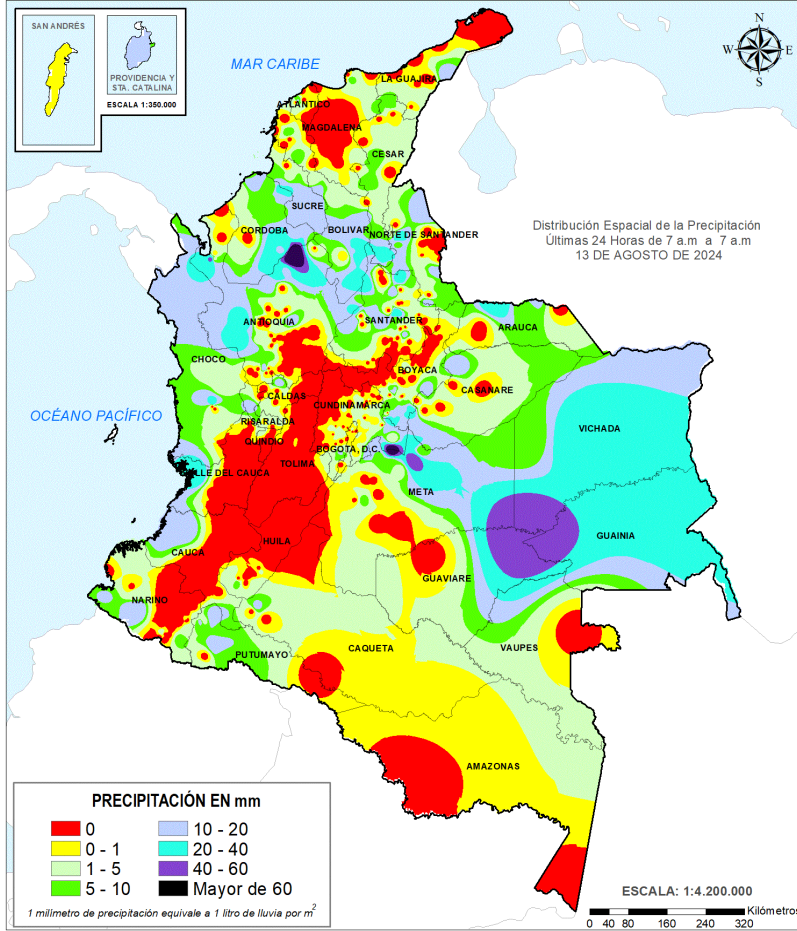 SAN ANDRÉS
PROVIDENCIA Y
STA. CATALINA
ESCALA 1:350.000
MAR CARIBE
N
W
E
S
LA GUAJIRA
ATLANTICO
MAGDALENA
CESAR
SUCRE
CORDOBA
BOLIVAR
NORTE DE SANTANDER
Distribución Espacial de la Precipitación
Últimas 24 Horas de 7 a.m a 7 a.m
13 DE AGOSTO DE 2024
ANTIOQUIA
SANTANDER
ARAUCA
CHOCO
BOYACA
CASANARE
CALDAS
CUNDINAMARCA
OCÉANO PACÍFICO
RISARALDA
VICHADA
QUINDIO
BOGOTA, D.C.
TOLIMA
VALLE DEL CAUCA
META
GUAINIA
HUILA
CAUCA
GUAVIARE
NARIÑO
CAQUETA
VAUPES
PUTUMAYO
AMAZONAS
PRECIPITACIÓN EN mm
0
10 - 20
0 - 1
20 - 40
1 - 5
40 - 60
5 - 10
Mayor de 60
1 milímetro de precipitación equivale a 1 litro de lluvia por m2
ESCALA: 1:4.200.000
Kilómetros
0 40 80 160 240 320